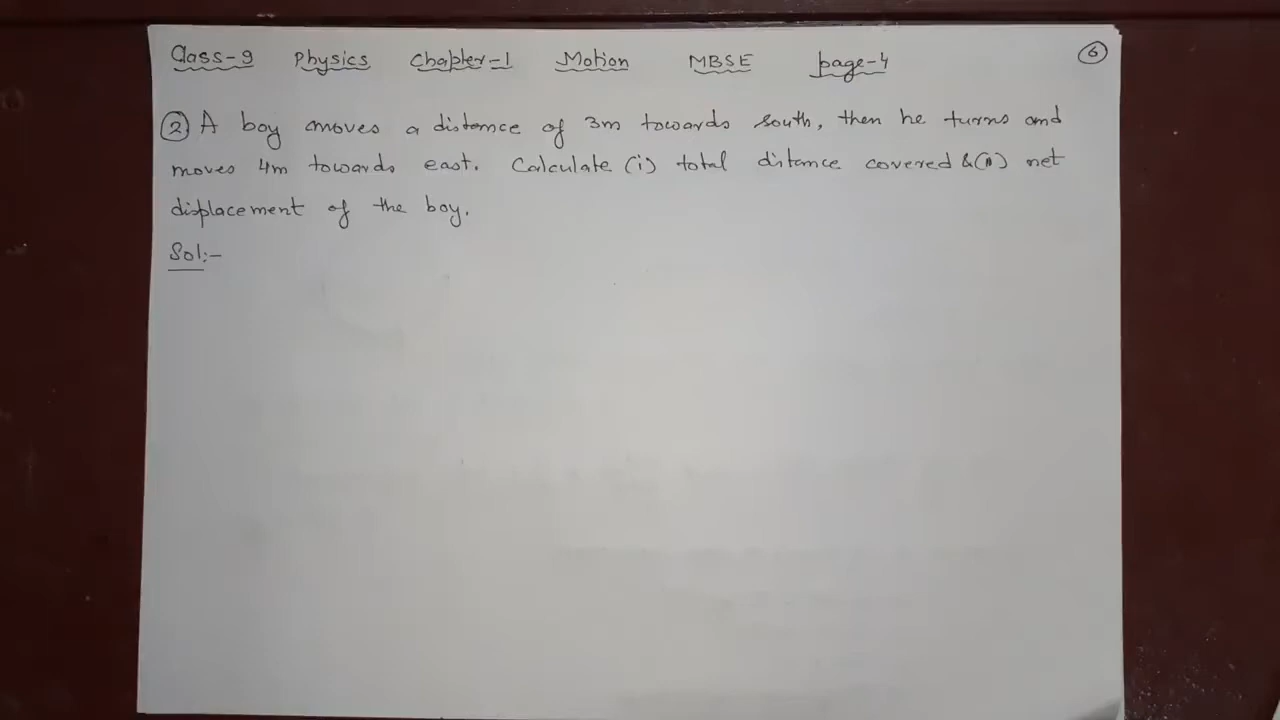 Class-9 Physics Chapter-1 Motion MBSE page-4 6
2 A boy moves a distance of 3m towards south, then he turns and
moves 4m towards east. Calculate (i) total distance covered & (ii) net
displacement of the boy.
Sol:-